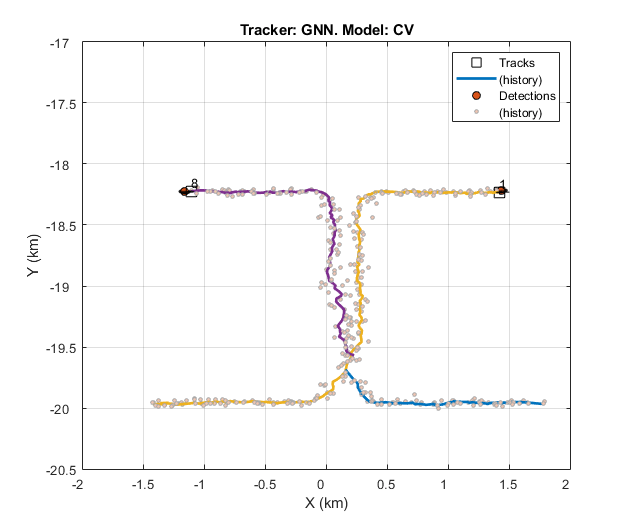 Tracker: GNN. Model: CV
-17
-17.5
-18
-18.5
-19
-19.5
-20
-20.5
Y (km)
Tracks
(history)
Detections
(history)
8
1
-2
-1.5
-1
-0.5
0
0.5
1
1.5
2
X (km)